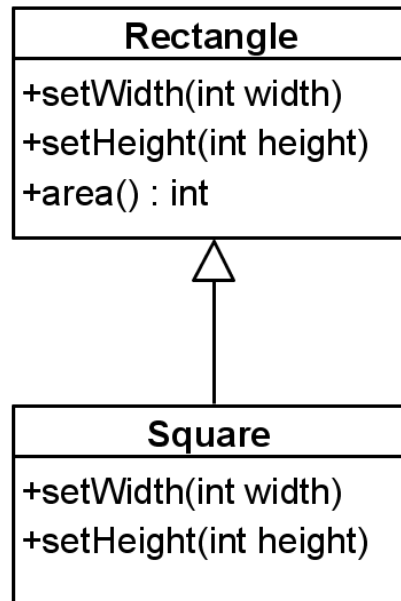 Rectangle
+setWidth(int width)
+setHeight(int height)
+area() : int
Square
+setWidth(int width)
+setHeight(int height)